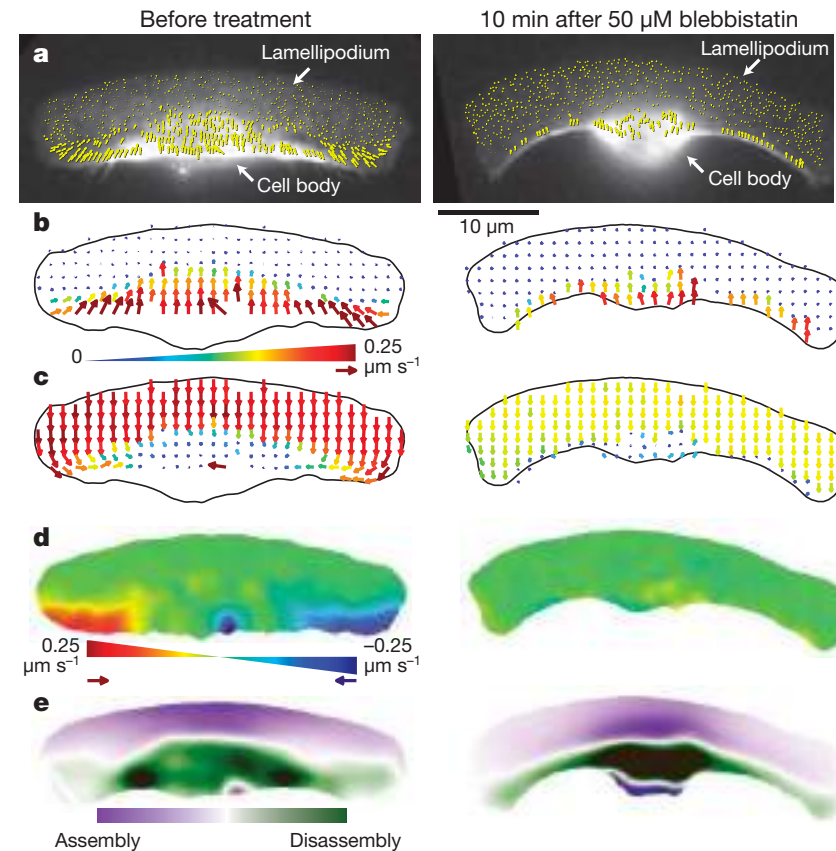 Before treatment
10 min after 50 µM blebbistatin
a
Lamellipodium
Cell body
Lamellipodium
Cell body
10 µm
b
0
0.25
µm s⁻¹
c
d
0.25
µm s⁻¹
–0.25
µm s⁻¹
e
Assembly
Disassembly